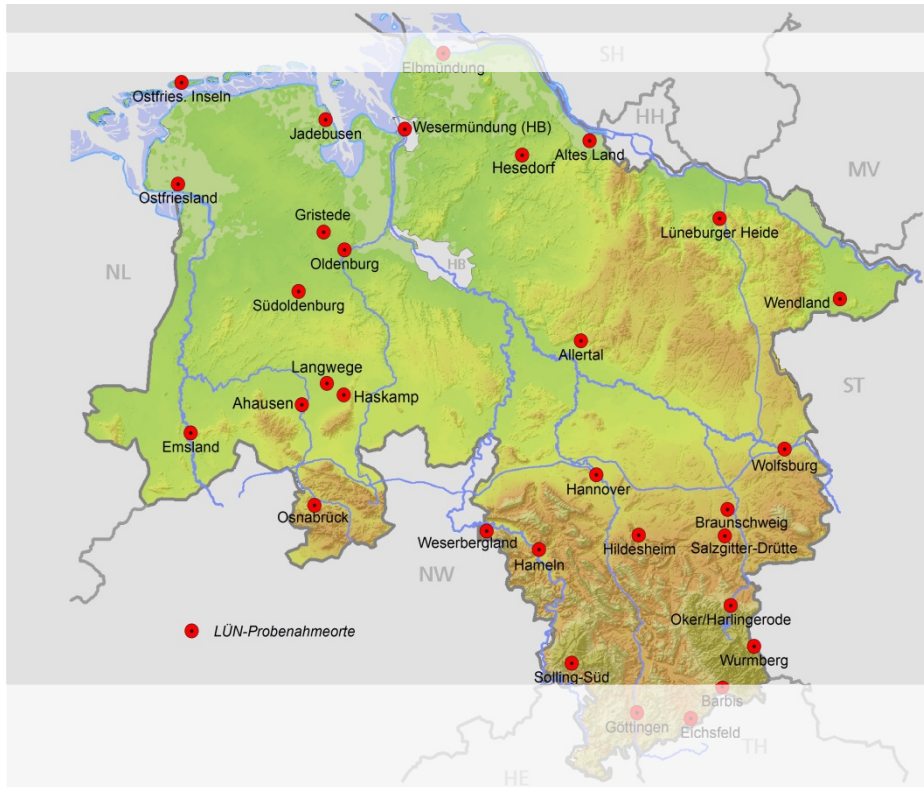 SH
Elbmündung
Ostfries. Inseln
HH
Jadebusen
Wesermündung (HB)
Altes Land
Hesedorf
MV
Ostfriesland
Gristede
Lüneburger Heide
Oldenburg
NL
HB
Südoldenburg
Wendland
Allertal
Langwege
Haskamp
Ahausen
ST
Emsland
Wolfsburg
Hannover
Osnabrück
Braunschweig
Weserbergland
Hildesheim
Salzgitter-Drütte
Hameln
NW
Oker/Harlingerode
LÜN-Probenahmeorte
Wurmberg
Solling-Süd
Barbis
Göttingen
Eichsfeld
TH
HE